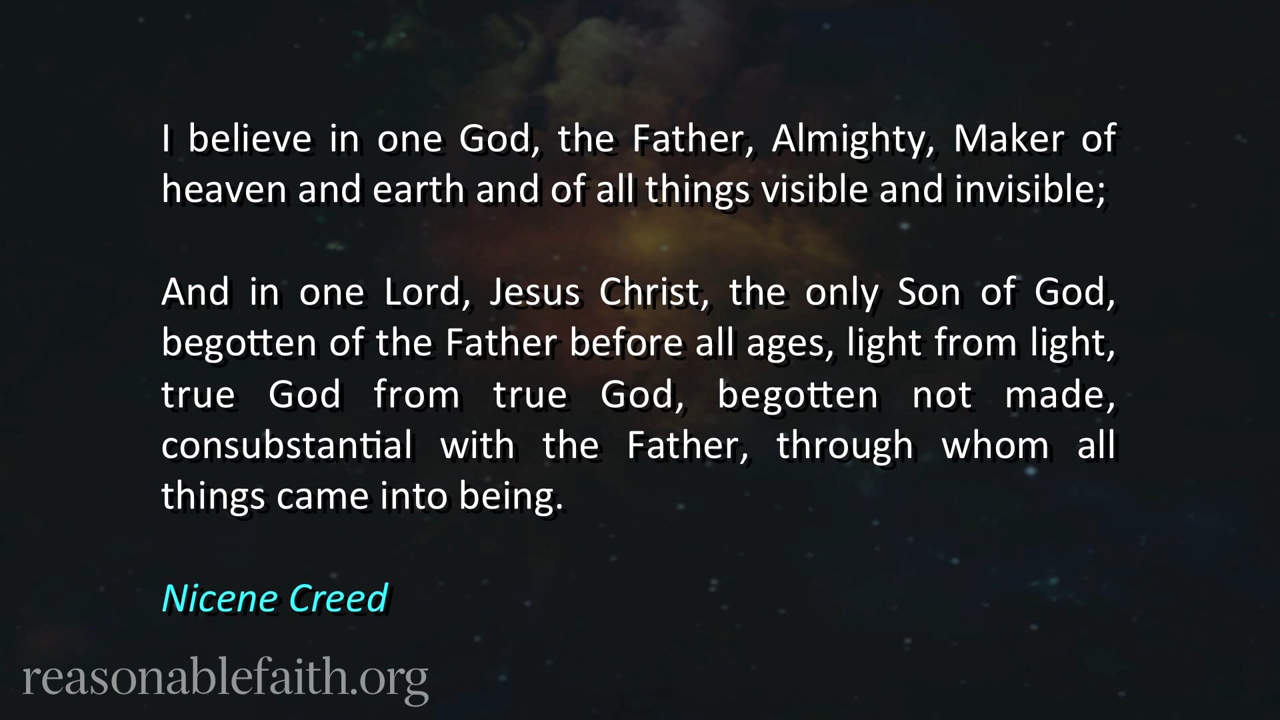 I believe in one God, the Father, Almighty, Maker of
heaven and earth and of all things visible and invisible;
And in one Lord, Jesus Christ, the only Son of God,
begotten of the Father before all ages, light from light,
true God from true God, begotten not made,
consubstantial with the Father, through whom all
things came into being.
Nicene Creed
reasonablefaith.org